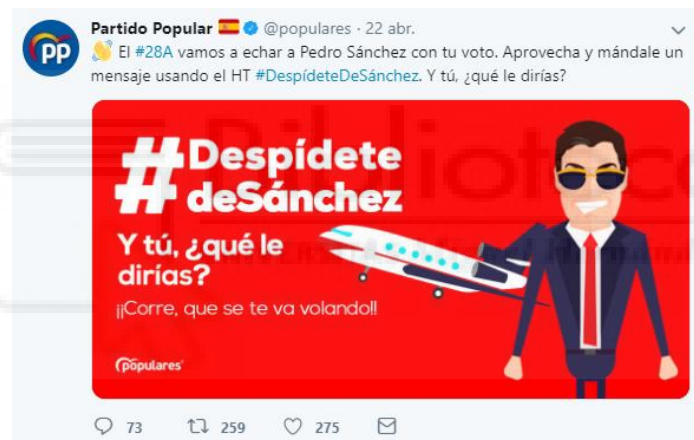 Partido Popular @populares · 22 abr.
El #28A vamos a echar a Pedro Sánchez con tu voto. Aprovecha y mándale un
mensaje usando el HT #DespídeteDeSánchez. Y tú, ¿qué le dirías?
PP
#Despídete
deSánchez
Y tú, ¿qué le
dirías?
¡¡Corre, que se te va volando!!
populares
73 259 275